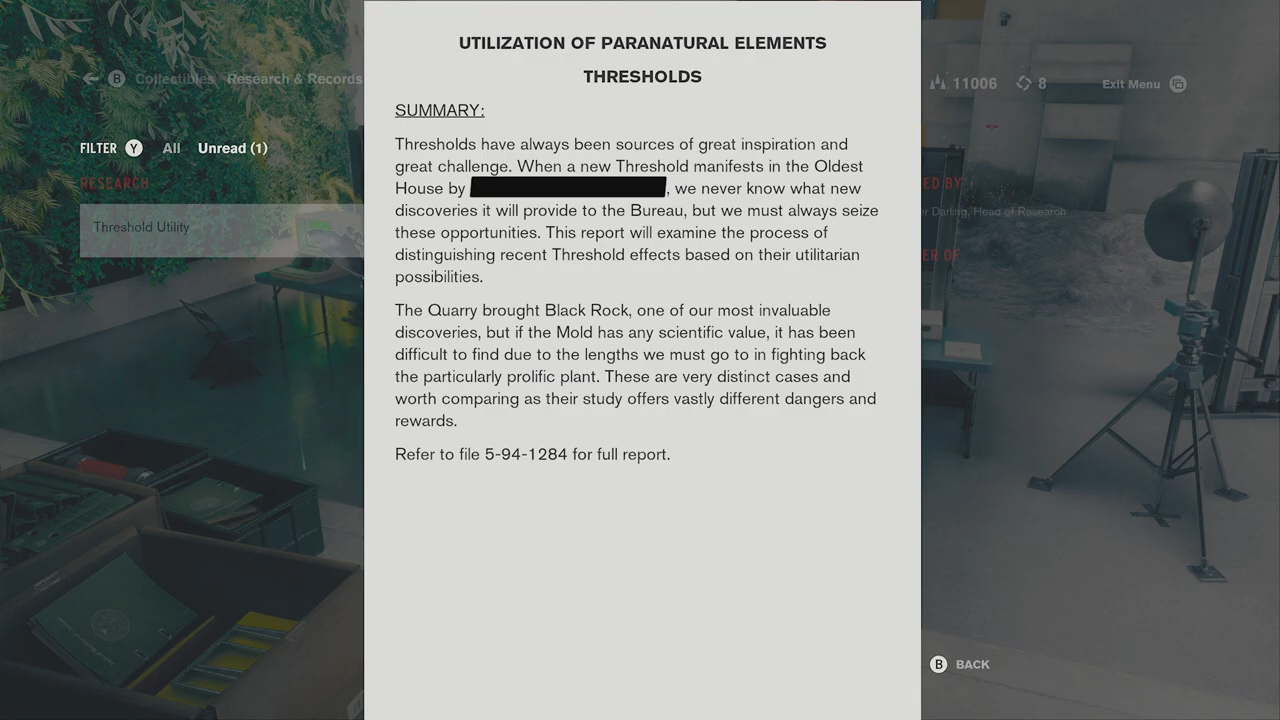 UTILIZATION OF PARANATURAL ELEMENTS
THRESHOLDS
SUMMARY:
Thresholds have always been sources of great inspiration and
great challenge. When a new Threshold manifests in the Oldest
House by , we never know what new
discoveries it will provide to the Bureau, but we must always seize
these opportunities. This report will examine the process of
distinguishing recent Threshold effects based on their utilitarian
possibilities.
The Quarry brought Black Rock, one of our most invaluable
discoveries, but if the Mold has any scientific value, it has been
difficult to find due to the lengths we must go to in fighting back
the particularly prolific plant. These are very distinct cases and
worth comparing as their study offers vastly different dangers and
rewards.
Refer to file 5-94-1284 for full report.
B Collectibles Research & Records
FILTER Y All Unread (1)
RESEARCH
Threshold Utility
11006 8 Exit Menu
ED BY
er Darling, Head of Research
ER OF
B BACK